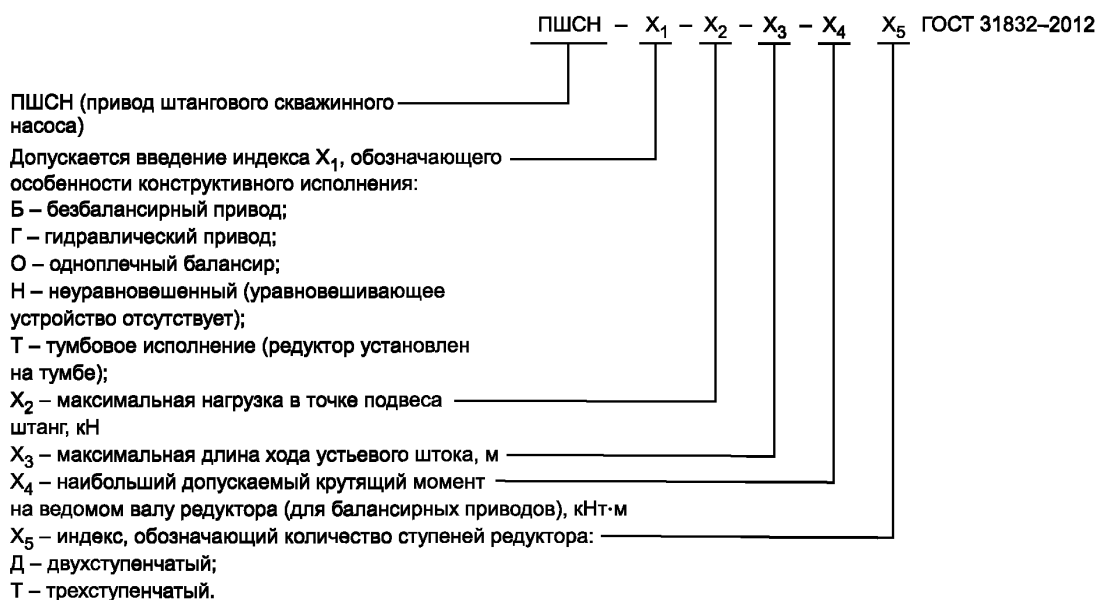 ПШСН – X₁ – X₂ – X₃ – X₄ X₅ ГОСТ 31832–2012
ПШСН (привод штангового скважинного
насоса)
Допускается введение индекса X₁, обозначающего
особенности конструктивного исполнения:
Б – безбалансирный привод;
Г – гидравлический привод;
О – одноплечный балансир;
Н – неуравновешенный (уравновешивающее
устройство отсутствует);
Т – тумбовое исполнение (редуктор установлен
на тумбе);
X₂ – максимальная нагрузка в точке подвеса
штанг, кН
X₃ – максимальная длина хода устьевого штока, м
X₄ – наибольший допускаемый крутящий момент
на ведомом валу редуктора (для балансирных приводов), кНт·м
X₅ – индекс, обозначающий количество ступеней редуктора:
Д – двухступенчатый;
Т – трехступенчатый.